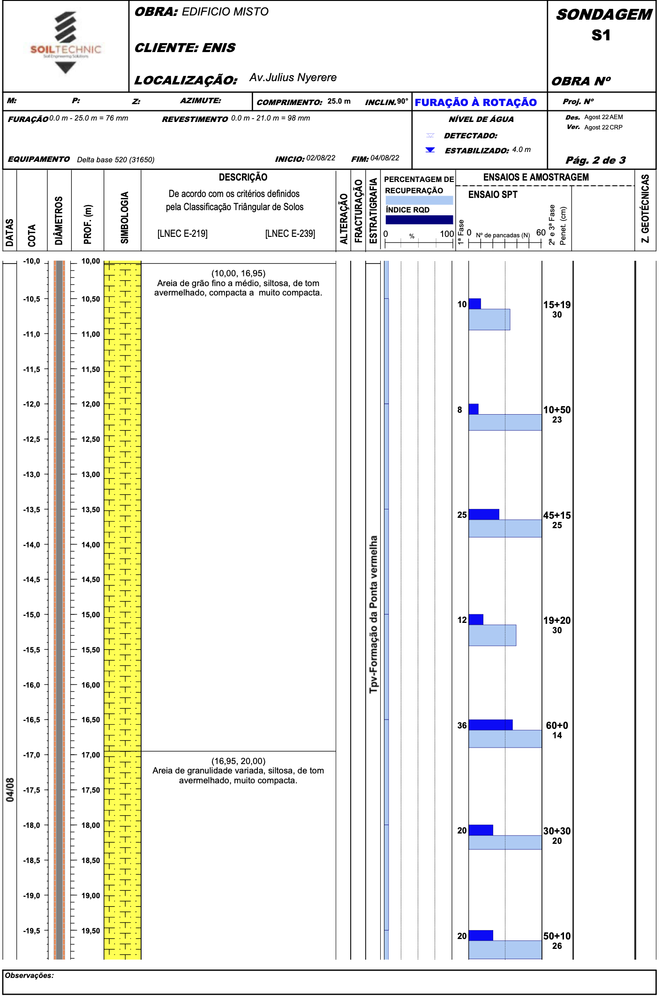 SOILTECHNIC
Soil Engineering Solutions
OBRA: EDIFICIO MISTO
CLIENTE: ENIS
LOCALIZAÇÃO: Av.Julius Nyerere
SONDAGEM
S1
OBRA Nº
M: P: Z: AZIMUTE: COMPRIMENTO: 25.0 m INCLIN. 90° FURAÇÃO À ROTAÇÃO Proj. Nº
FURAÇÃO 0.0 m - 25.0 m = 76 mm REVESTIMENTO 0.0 m - 21.0 m = 98 mm
EQUIPAMENTO Delta base 520 (31650) INICIO: 02/08/22 FIM: 04/08/22
NÍVEL DE ÁGUA
DETECTADO:
ESTABILIZADO: 4.0 m
Des. Agost 22 AEM
Ver. Agost 22 CRP
Pág. 2 de 3
DATAS
COTA
DIÂMETROS
PROF. (m)
SIMBOLOGIA
DESCRIÇÃO
De acordo com os critérios definidos
pela Classificação Triângular de Solos
[LNEC E-219] [LNEC E-239]
ALTERAÇÃO
FRACTURAÇÃO
ESTRATIGRAFIA
PERCENTAGEM DE
RECUPERAÇÃO
ÍNDICE RQD
0 % 100
ENSAIOS E AMOSTRAGEM
ENSAIO SPT
1ª Fase
0 Nº de pancadas (N) 60
2ª e 3ª Fase
Penet. (cm)
Z. GEOTÉCNICAS
-10,0 10,00
(10,00, 16,95)
Areia de grão fino a médio, siltosa, de tom
avermelhado, compacta a muito compacta.
-10,5 10,50
10 15+19
30
-11,0 11,00
-11,5 11,50
-12,0 12,00
8 10+50
23
-12,5 12,50
-13,0 13,00
-13,5 13,50
25 45+15
25
-14,0 14,00
-14,5 14,50
Tpv-Formação da Ponta vermelha
-15,0 15,00
12 19+20
30
-15,5 15,50
-16,0 16,00
-16,5 16,50
36 60+0
14
-17,0 17,00
(16,95, 20,00)
Areia de granulidade variada, siltosa, de tom
avermelhado, muito compacta.
04/08
-17,5 17,50
-18,0 18,00
20 30+30
20
-18,5 18,50
-19,0 19,00
-19,5 19,50
20 50+10
26
Observações: